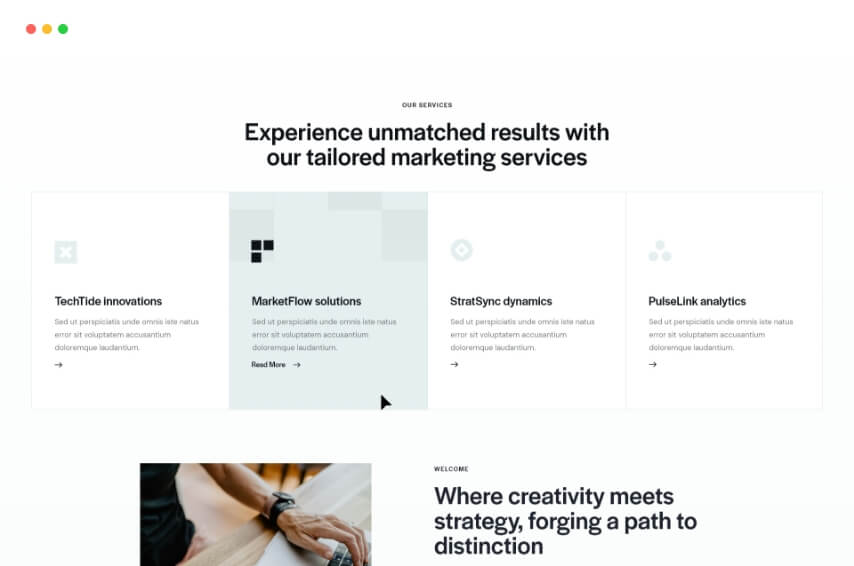 OUR SERVICES
Experience unmatched results with
our tailored marketing services
TechTide innovations
Sed ut perspiciatis unde omnis iste natus
error sit voluptatem accusantium
doloremque laudantium.
MarketFlow solutions
Sed ut perspiciatis unde omnis iste natus
error sit voluptatem accusantium
doloremque laudantium.
Read More
StratSync dynamics
Sed ut perspiciatis unde omnis iste natus
error sit voluptatem accusantium
doloremque laudantium.
PulseLink analytics
Sed ut perspiciatis unde omnis iste natus
error sit voluptatem accusantium
doloremque laudantium.
WELCOME
Where creativity meets
strategy, forging a path to
distinction